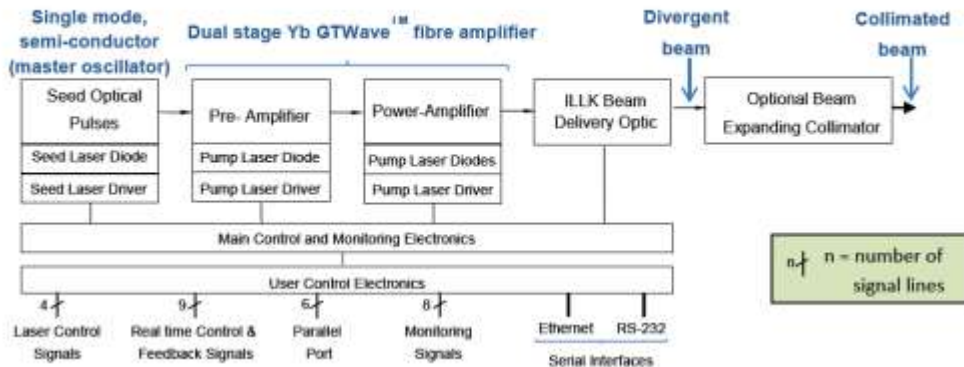 Single mode,
semi-conductor
(master oscillator)
Dual stage Yb GTWave™ fibre amplifier
Divergent
beam
Collimated
beam
Seed Optical
Pulses
Seed Laser Diode
Seed Laser Driver
Pre- Amplifier
Pump Laser Diode
Pump Laser Driver
Power-Amplifier
Pump Laser Diodes
Pump Laser Driver
ILLK Beam
Delivery Optic
Optional Beam
Expanding Collimator
Main Control and Monitoring Electronics
User Control Electronics
4
9
6
8
Laser Control
Signals
Real time Control &
Feedback Signals
Parallel
Port
Monitoring
Signals
Ethernet
RS-232
Serial Interfaces
n
n = number of
signal lines